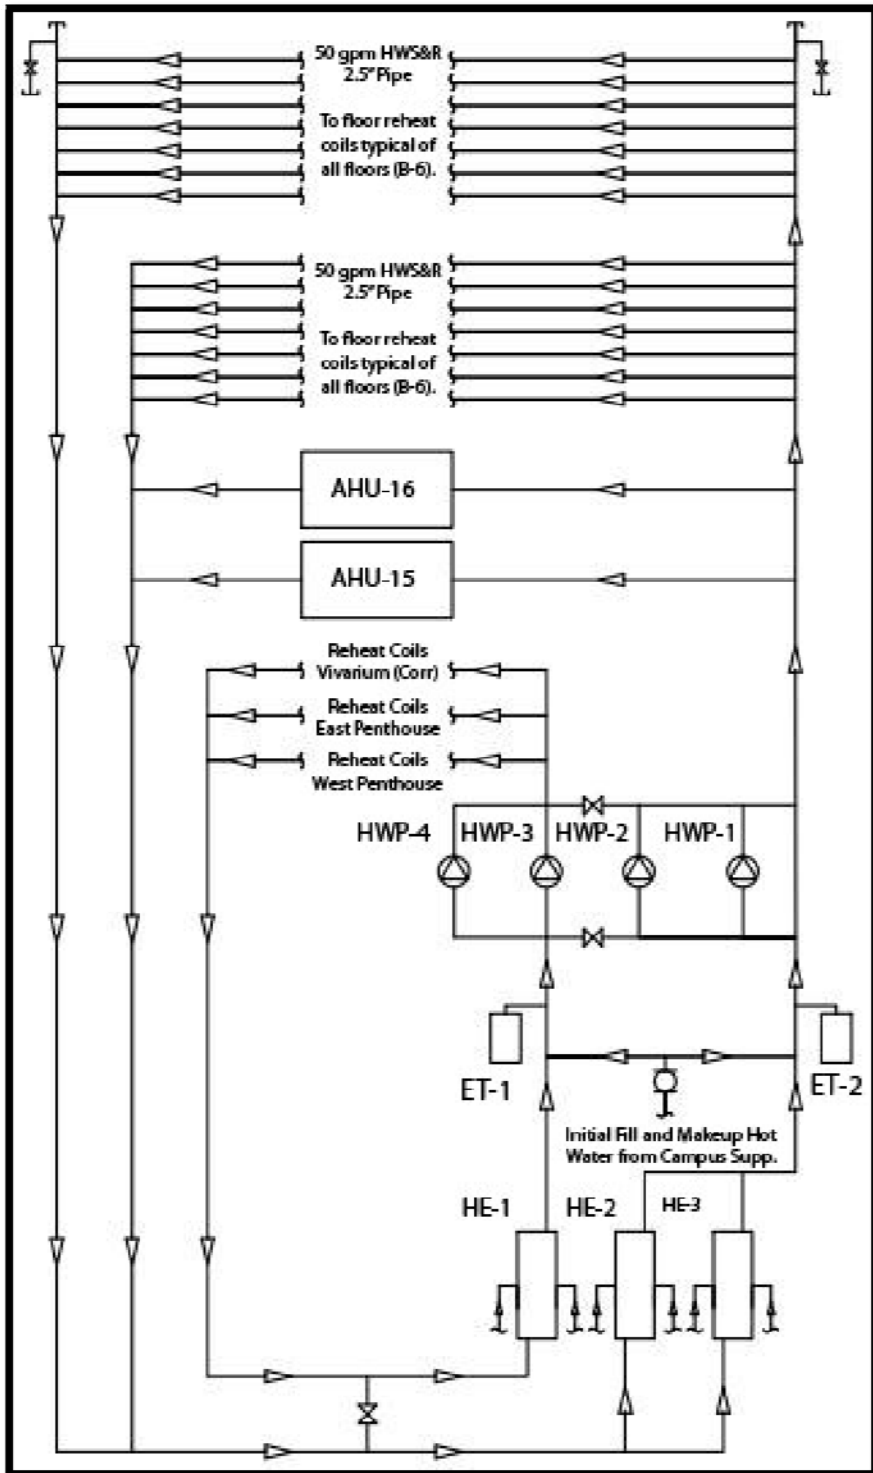 50 gpm HWS&R
2.5" Pipe
To floor reheat
coils typical of
all floors (B-6).
50 gpm HWS&R
2.5" Pipe
To floor reheat
coils typical of
all floors (B-6).
AHU-16
AHU-15
Reheat Coils
Vivarium (Corr)
Reheat Coils
East Penthouse
Reheat Coils
West Penthouse
HWP-4
HWP-3
HWP-2
HWP-1
ET-1
ET-2
Initial Fill and Makeup Hot
Water from Campus Supp.
HE-1
HE-2
HE-3